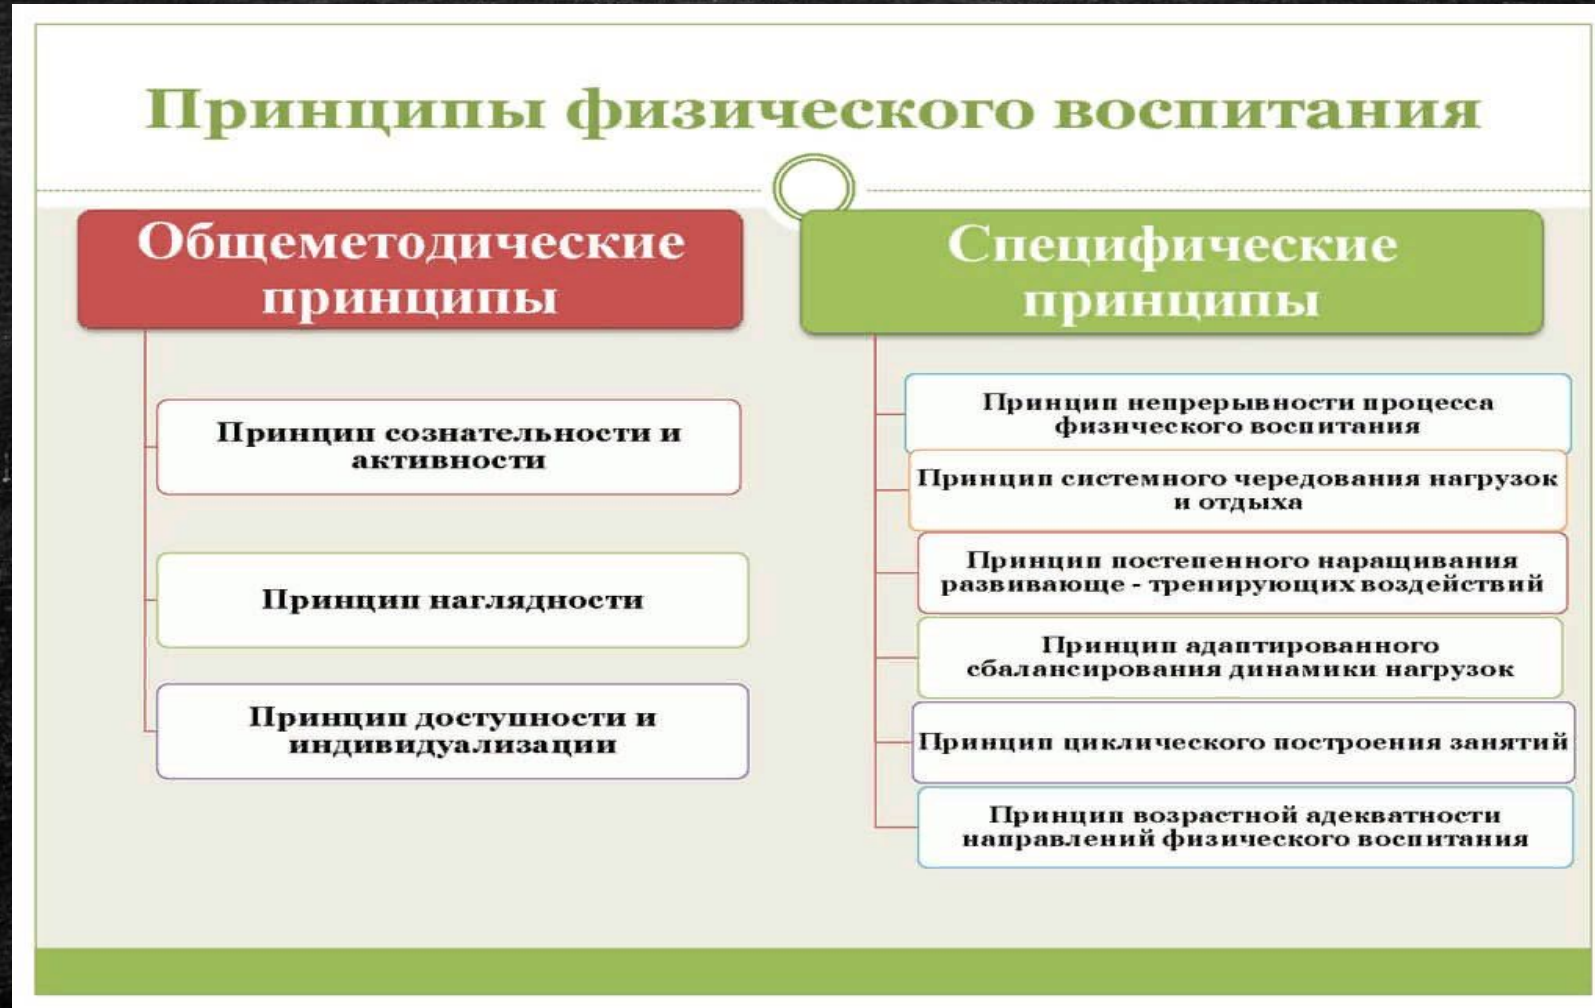 Принципы физического воспитания
Общеметодические
принципы
Принцип сознательности и
активности
Принцип наглядности
Принцип доступности и
индивидуализации
Специфические
принципы
Принцип непрерывности процесса
физического воспитания
Принцип системного чередования нагрузок
и отдыха
Принцип постепенного наращивания
развивающе - тренирующих воздействий
Принцип адаптированного
сбалансирования динамики нагрузок
Принцип циклического построения занятий
Принцип возрастной адекватности
направлений физического воспитания